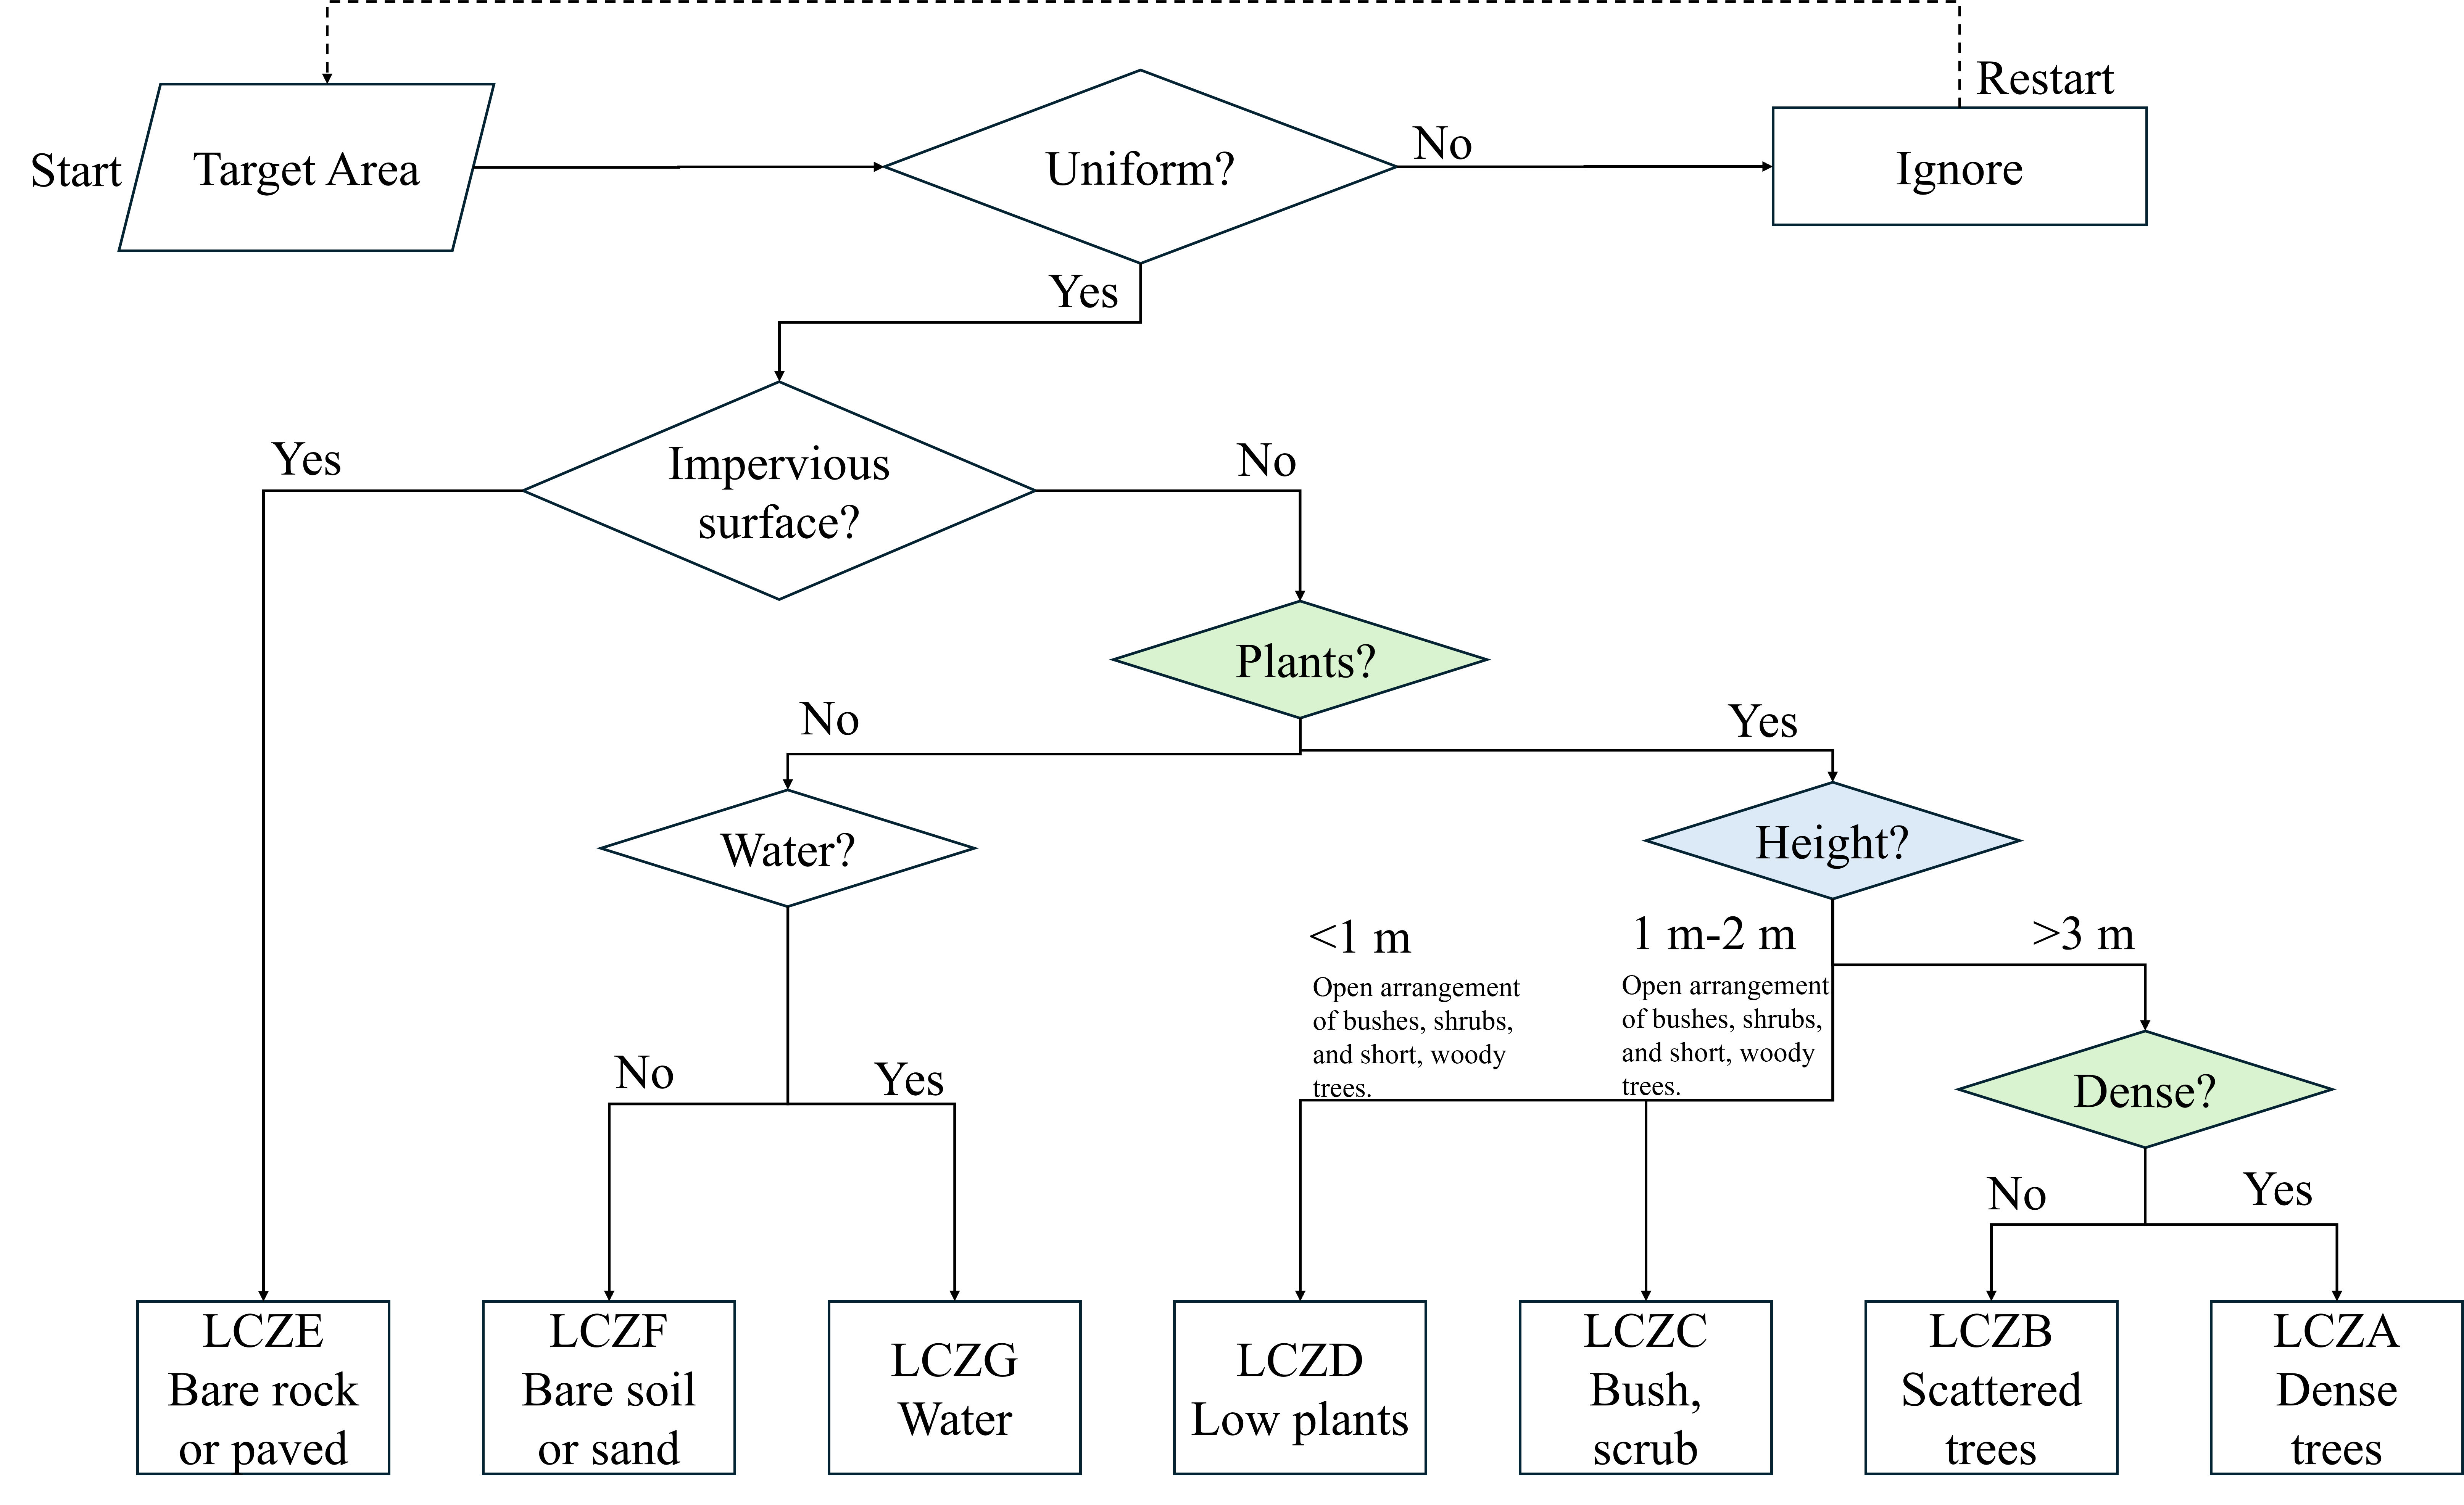 Restart
Start
Target Area
Uniform?
No
Ignore
Yes
Yes
Impervious
surface?
No
Plants?
No
Yes
Water?
Height?
<1 m
Open arrangement
of bushes, shrubs,
and short, woody
trees.
1 m-2 m
Open arrangement
of bushes, shrubs,
and short, woody
trees.
>3 m
No
Yes
Dense?
No
Yes
LCZE
Bare rock
or paved
LCZF
Bare soil
or sand
LCZG
Water
LCZD
Low plants
LCZC
Bush,
scrub
LCZB
Scattered
trees
LCZA
Dense
trees